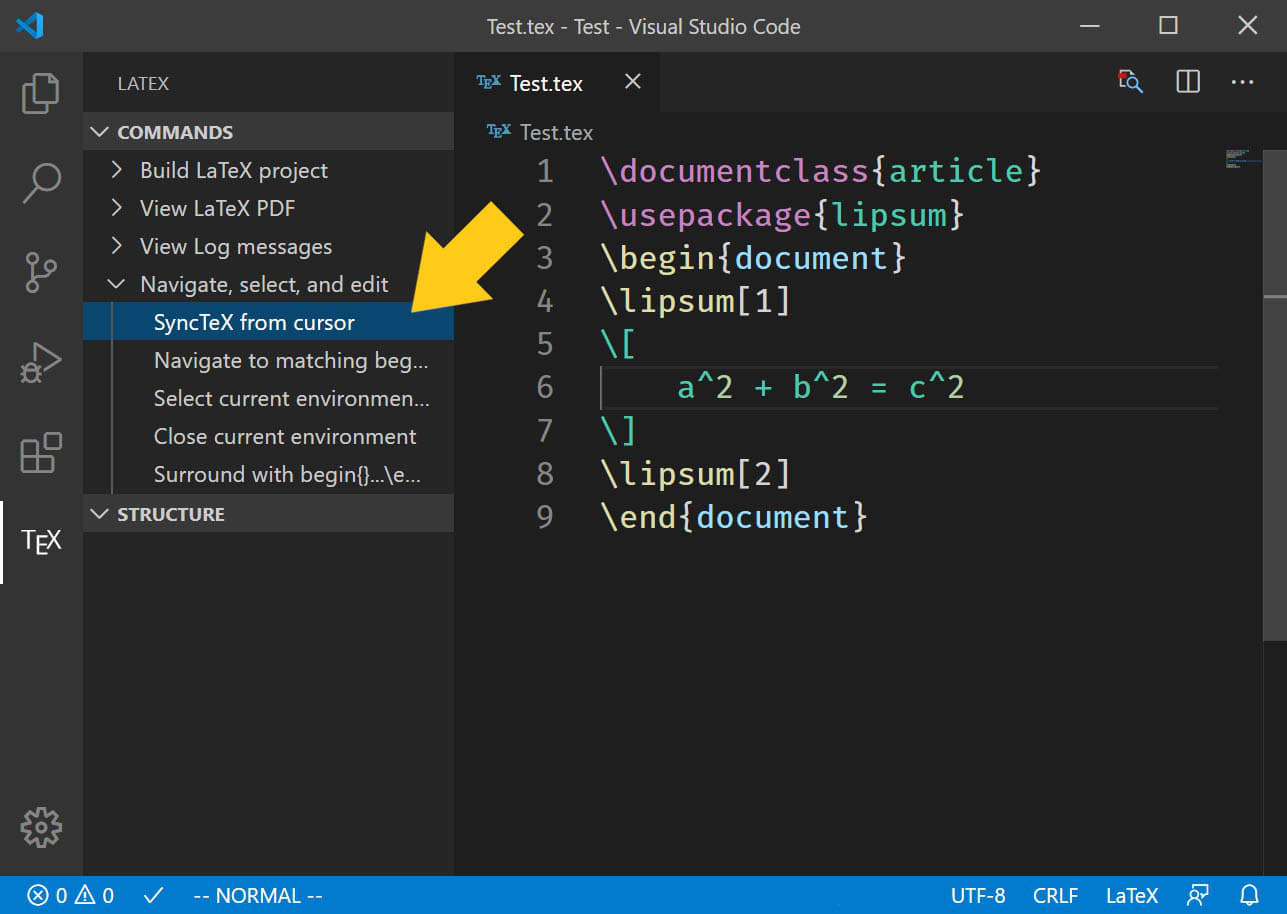 Test.tex - Test - Visual Studio Code
LATEX
COMMANDS
Build LaTeX project
View LaTeX PDF
View Log messages
Navigate, select, and edit
SyncTeX from cursor
Navigate to matching beg...
Select current environmen...
Close current environment
Surround with begin{}...\e...
STRUCTURE
TEX
TEX Test.tex
TEX Test.tex
1 \documentclass{article}
2 \usepackage{lipsum}
3 \begin{document}
4 \lipsum[1]
5 \[
6 a^2 + b^2 = c^2
7 \]
8 \lipsum[2]
9 \end{document}
0 0 -- NORMAL -- UTF-8 CRLF LaTeX